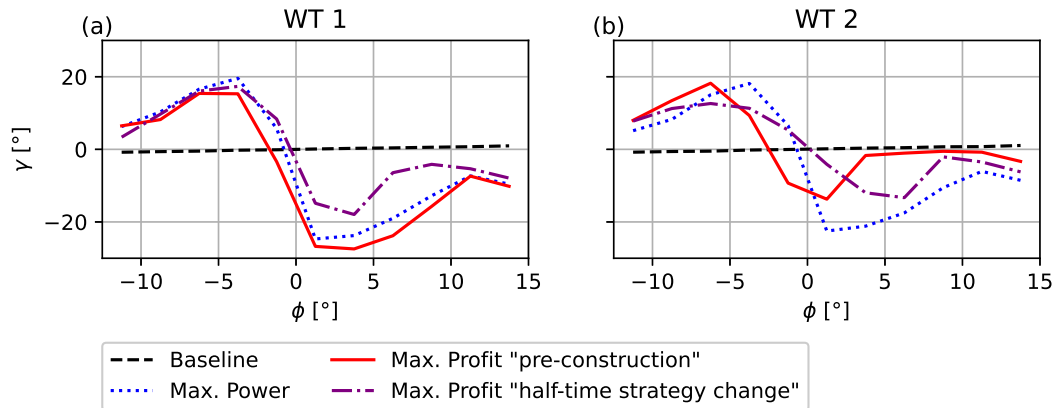 (a) WT 1
(b) WT 2
γ [°]
20
0
−20
−10 −5 0 5 10 15
−10 −5 0 5 10 15
ϕ [°]
ϕ [°]
Baseline
Max. Power
Max. Profit "pre-construction"
Max. Profit "half-time strategy change"